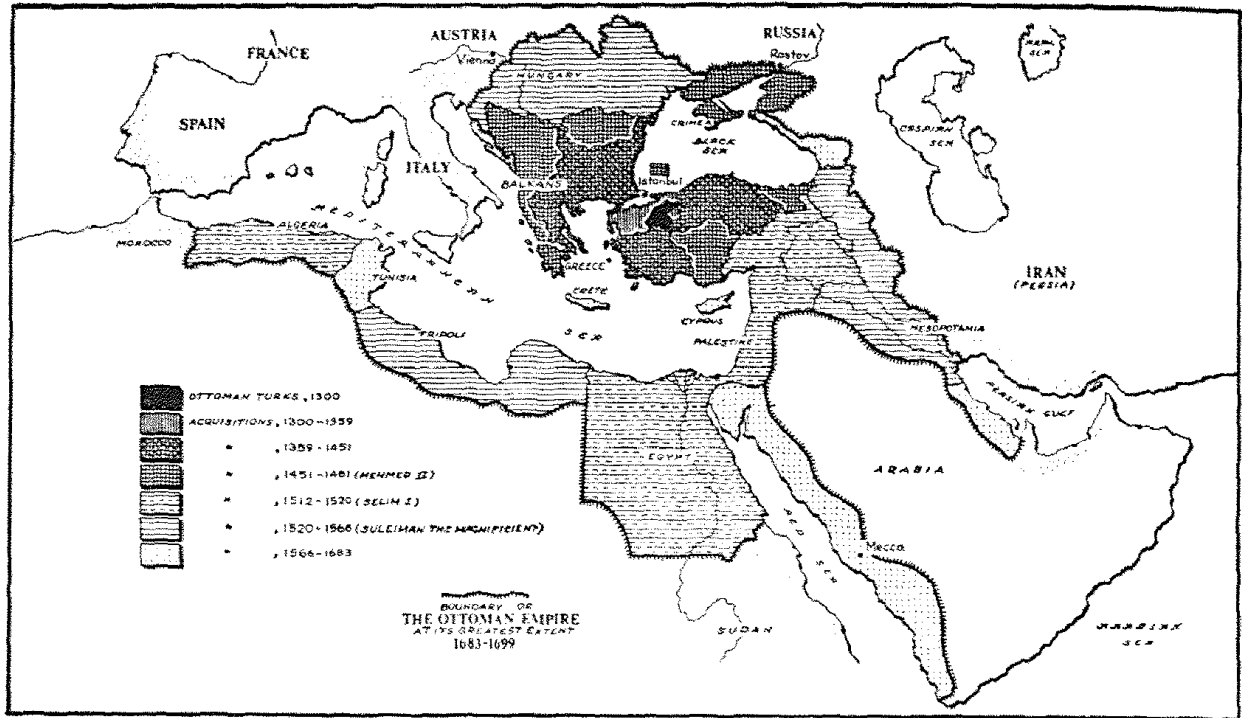 FRANCE
AUSTRIA
Vienna
RUSSIA
Rostov
ARAL
SEA
HUNGARY
SPAIN
ITALY
CRIMEA
BLACK
SEA
CASPIAN
SEA
BALKANS
Istanbul
MEDITERRANEAN
SEA
MOROCCO
ALGERIA
TUNISIA
GREECE
CRETE
CYPRUS
IRAN
(PERSIA)
TRIPOLI
PALESTINE
MESOPOTAMIA
PERSIAN GULF
OTTOMAN TURKS, 1300
ACQUISITIONS, 1300-1359
" , 1359-1451
" , 1451-1481 (MEHMED II)
" , 1512-1520 (SELIM I)
" , 1520-1566 (SULEIMAN THE MAGNIFICIENT)
" , 1566-1683
EGYPT
ARABIA
RED SEA
Mecca
BOUNDARY OF
THE OTTOMAN EMPIRE
AT ITS GREATEST EXTENT
1683-1699
SUDAN
ARABIAN
SEA